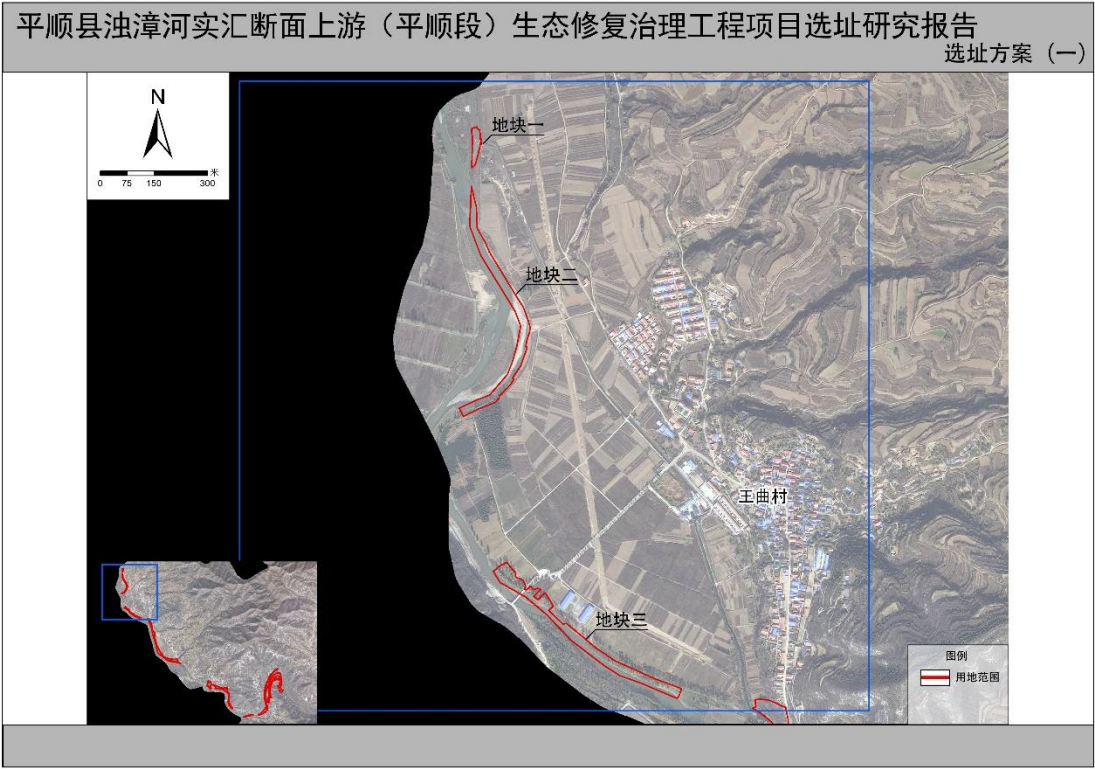 平顺县浊漳河实汇断面上游（平顺段）生态修复治理工程项目选址研究报告
选址方案（一）
N
米
0 75 150 300
地块一
地块二
王曲村
地块三
图例
用地范围